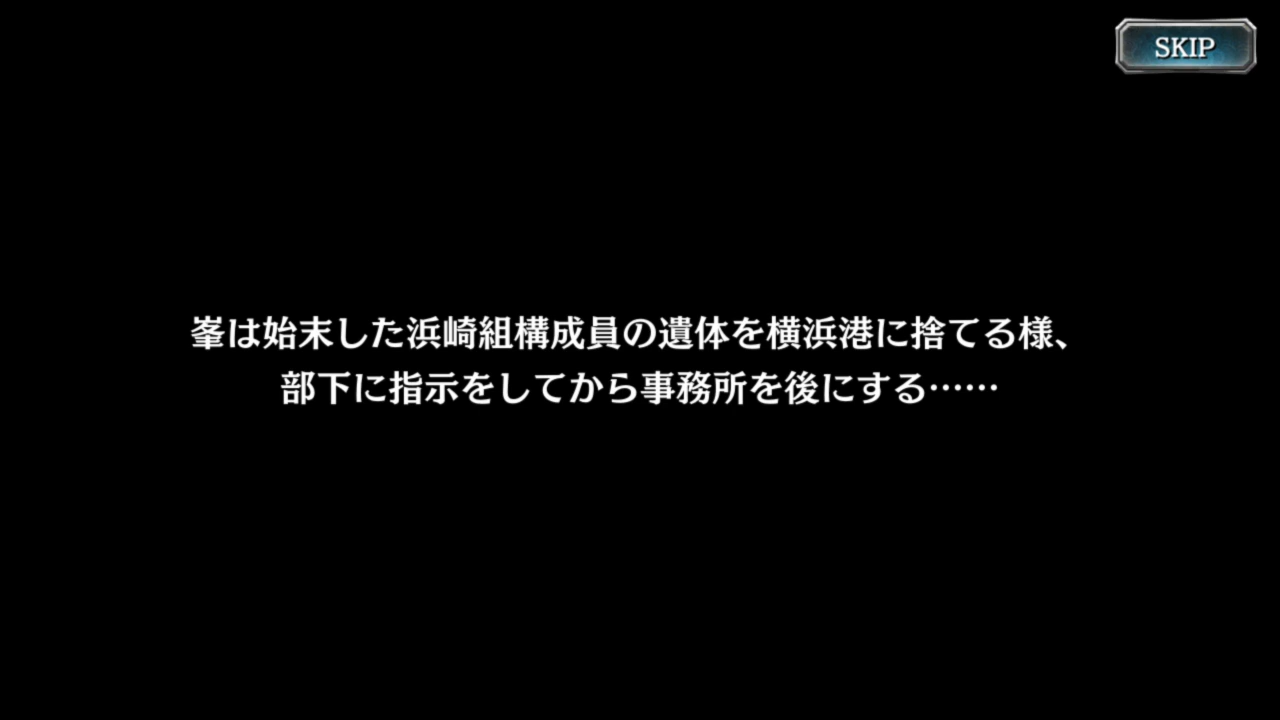 SKIP
峯は始末した浜崎組構成員の遺体を横浜港に捨てる様、
部下に指示をしてから事務所を後にする……